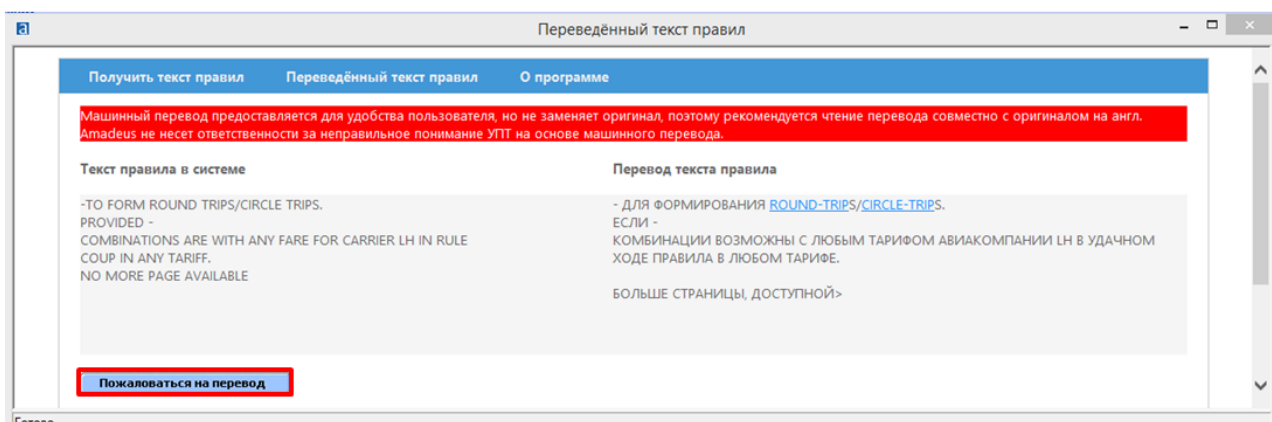 Переведённый текст правил
Получить текст правил Переведённый текст правил О программе
Машинный перевод предоставляется для удобства пользователя, но не заменяет оригинал, поэтому рекомендуется чтение перевода совместно с оригиналом на англ.
Amadeus не несет ответственности за неправильное понимание УПТ на основе машинного перевода.
Текст правила в системе
-TO FORM ROUND TRIPS/CIRCLE TRIPS.
PROVIDED -
COMBINATIONS ARE WITH ANY FARE FOR CARRIER LH IN RULE
COUP IN ANY TARIFF.
NO MORE PAGE AVAILABLE
Перевод текста правила
- ДЛЯ ФОРМИРОВАНИЯ ROUND-TRIPS/CIRCLE-TRIPS.
ЕСЛИ -
КОМБИНАЦИИ ВОЗМОЖНЫ С ЛЮБЫМ ТАРИФОМ АВИАКОМПАНИИ LH В УДАЧНОМ
ХОДЕ ПРАВИЛА В ЛЮБОМ ТАРИФЕ.
БОЛЬШЕ СТРАНИЦЫ, ДОСТУПНОЙ>
Пожаловаться на перевод